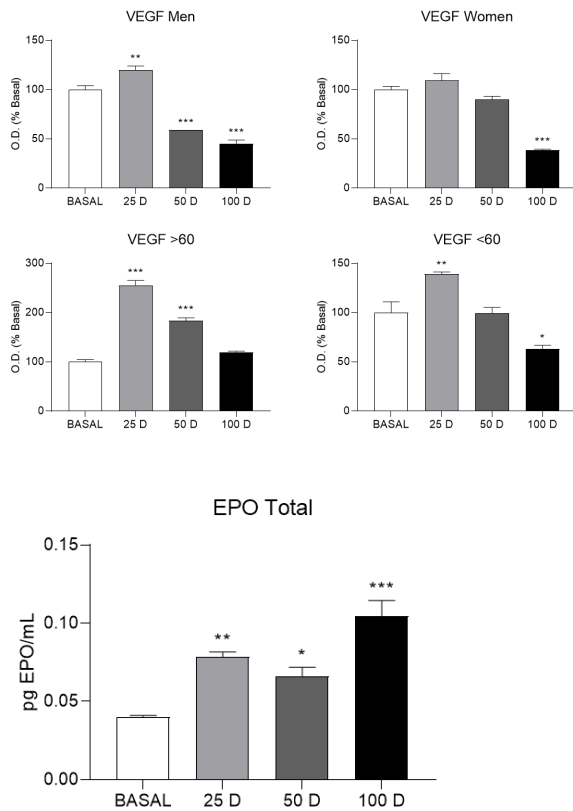 VEGF Men
O.D. (% Basal)
150
100
50
0
**
***
***
BASAL 25 D 50 D 100 D
VEGF Women
O.D. (% Basal)
150
100
50
0
***
BASAL 25 D 50 D 100 D
VEGF >60
O.D. (% Basal)
300
200
100
0
***
***
BASAL 25 D 50 D 100 D
VEGF <60
O.D. (% Basal)
150
100
50
0
**
*
BASAL 25 D 50 D 100 D
EPO Total
pg EPO/mL
0.15
0.10
0.05
0.00
**
*
***
BASAL 25 D 50 D 100 D